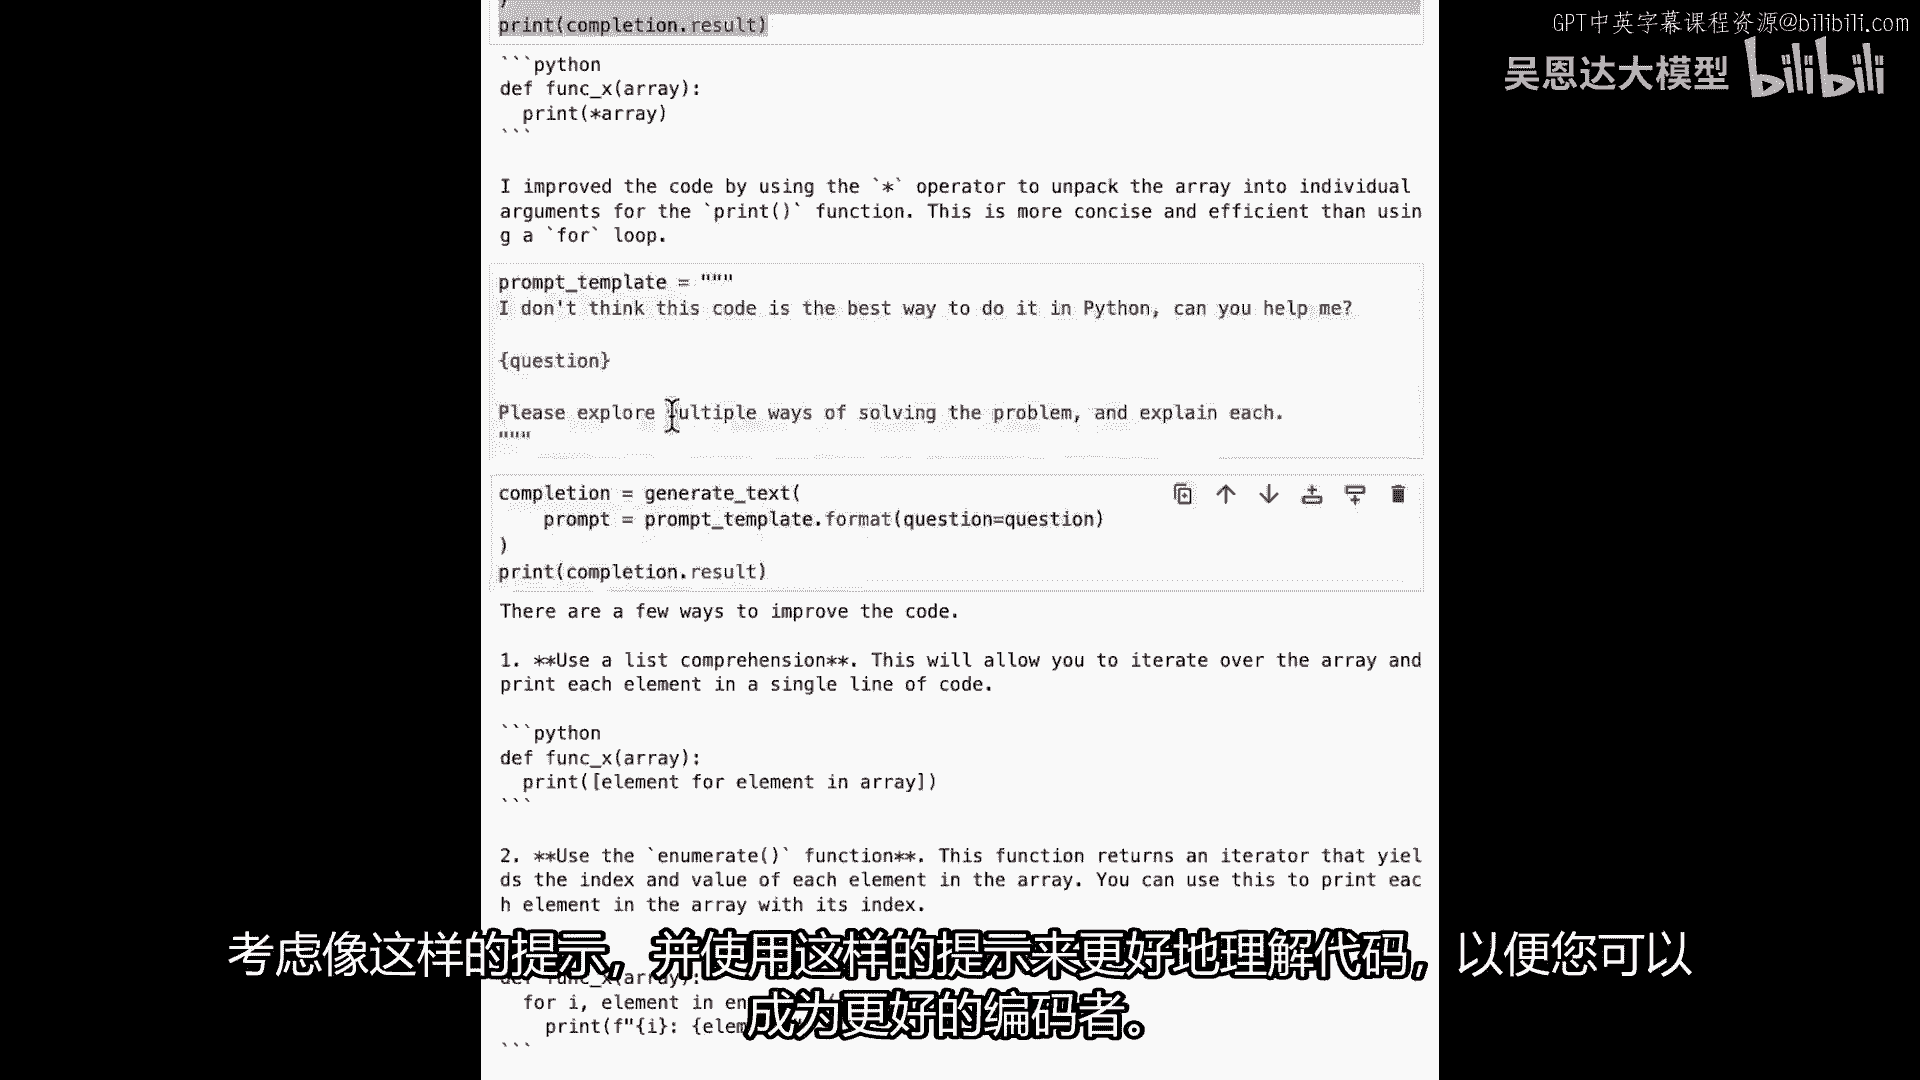 )
print(completion.result)
GPT中英字幕课程资源@bilibili.com
吴恩达大模型 bilibili
```python
def func_x(array):
  print(*array)
```
I improved the code by using the `*` operator to unpack the array into individual
arguments for the `print()` function. This is more concise and efficient than usin
g a `for` loop.
prompt_template = """
I don't think this code is the best way to do it in Python, can you help me?
{question}
Please explore multiple ways of solving the problem, and explain each.
"""
completion = generate_text(
    prompt = prompt_template.format(question=question)
)
print(completion.result)
There are a few ways to improve the code.
1. **Use a list comprehension**. This will allow you to iterate over the array and
print each element in a single line of code.
```python
def func_x(array):
  print([element for element in array])
```
2. **Use the `enumerate()` function**. This function returns an iterator that yiel
ds the index and value of each element in the array. You can use this to print eac
h element in the array with its index.
考虑像这样的提示，并使用这样的提示来更好地理解代码，以便您可以
def func_x(array):
  for i, element in en
成为更好的编码者。
    print(f"{i}: {elem
```